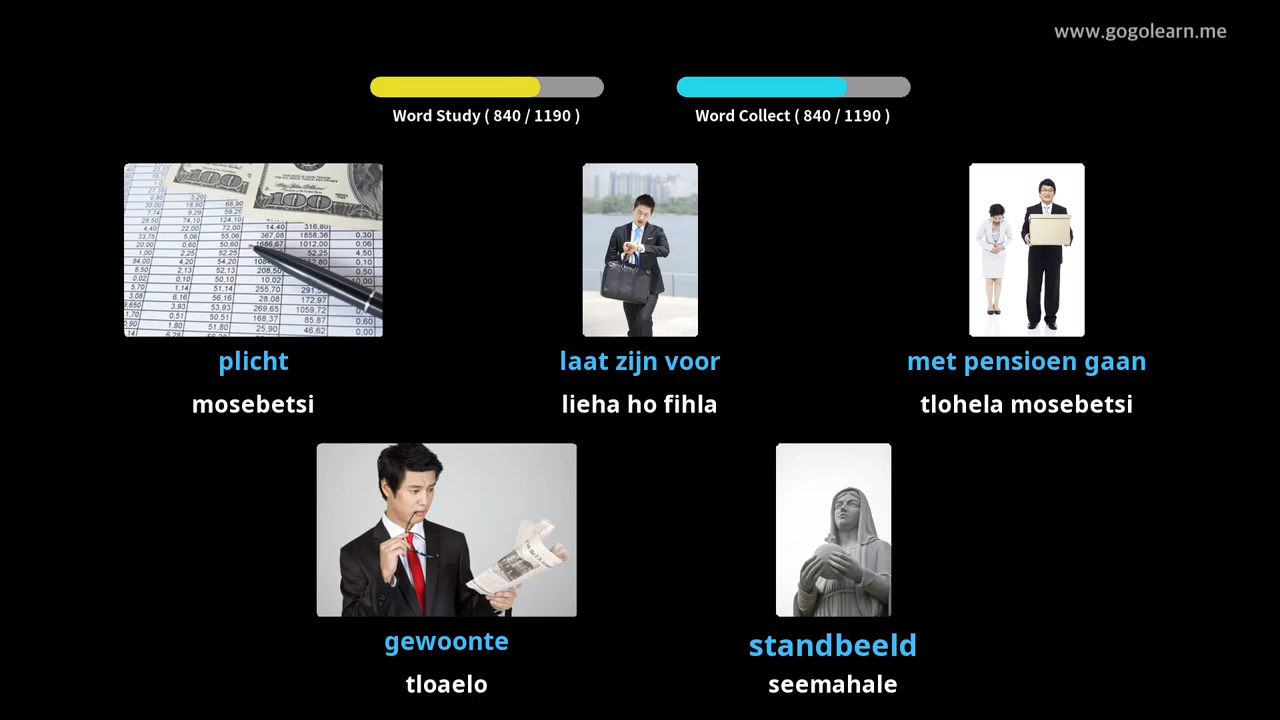 www.gogolearn.me
Word Study ( 840 / 1190 )
Word Collect ( 840 / 1190 )
plicht
mosebetsi
laat zijn voor
lieha ho fihla
met pensioen gaan
tlohela mosebetsi
gewoonte
tloaelo
standbeeld
seemahale